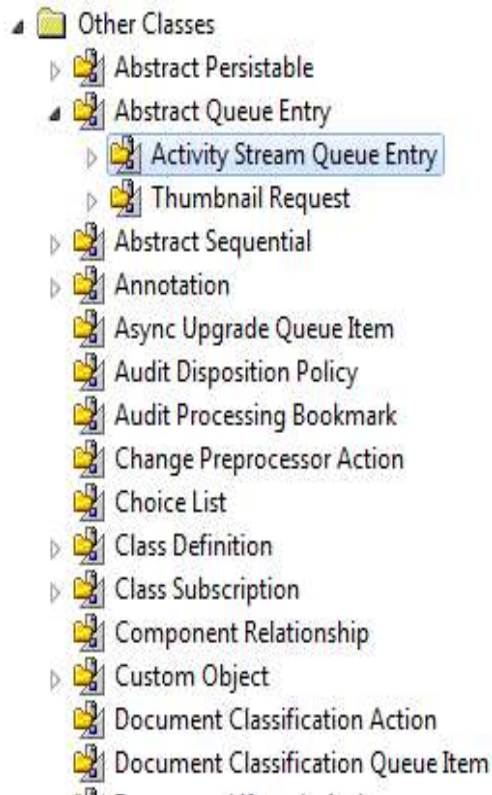 Other Classes
Abstract Persistable
Abstract Queue Entry
Activity Stream Queue Entry
Thumbnail Request
Abstract Sequential
Annotation
Async Upgrade Queue Item
Audit Disposition Policy
Audit Processing Bookmark
Change Preprocessor Action
Choice List
Class Definition
Class Subscription
Component Relationship
Custom Object
Document Classification Action
Document Classification Queue Item